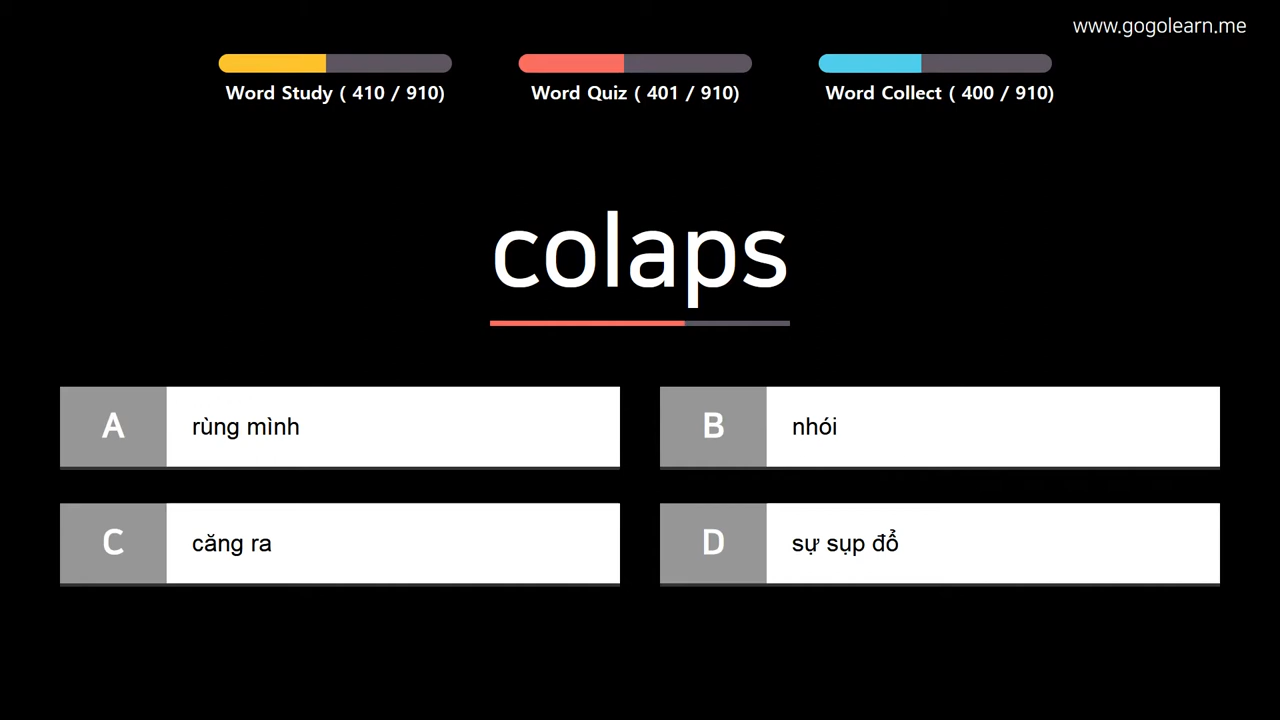 www.gogolearn.me
Word Study ( 410 / 910)
Word Quiz ( 401 / 910)
Word Collect ( 400 / 910)
colaps
A rùng mình
B nhói
C căng ra
D sự sụp đổ